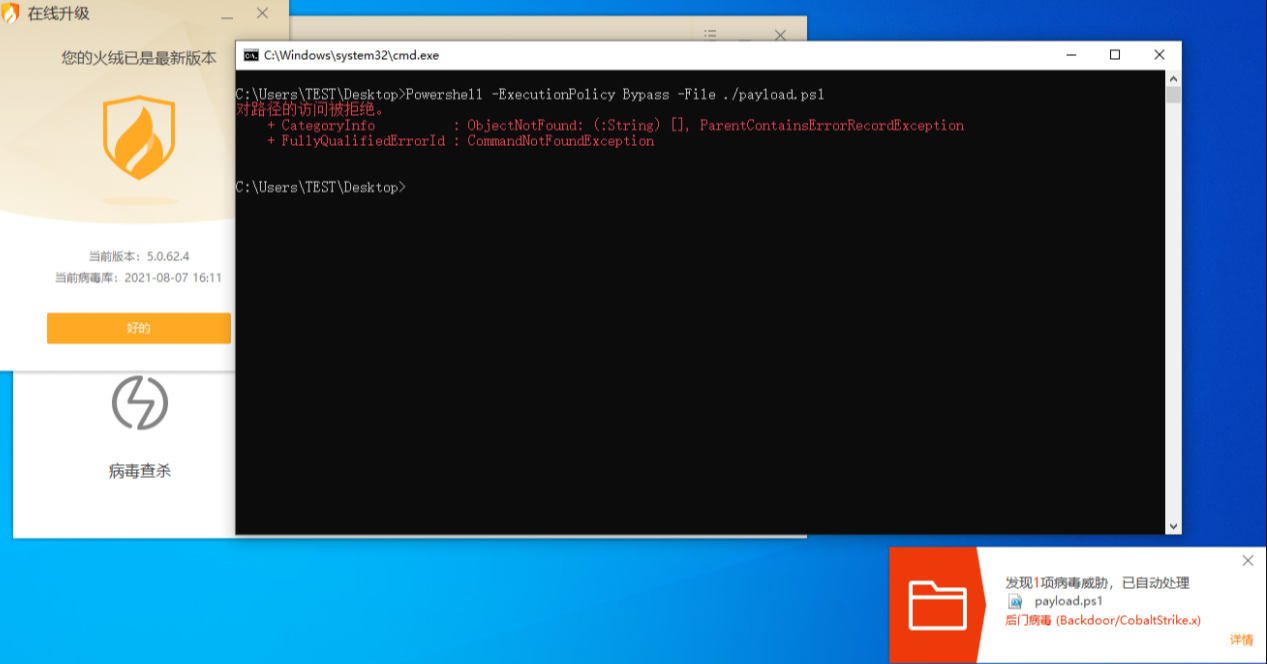 在线升级
您的火绒已是最新版本
当前版本：5.0.62.4
当前病毒库：2021-08-07 16:11
好的
病毒查杀
C:\Windows\system32\cmd.exe
C:\Users\TEST\Desktop>Powershell -ExecutionPolicy Bypass -File ./payload.ps1
对路径的访问被拒绝。
+ CategoryInfo          : ObjectNotFound: (:String) [], ParentContainsErrorRecordException
+ FullyQualifiedErrorId : CommandNotFoundException
C:\Users\TEST\Desktop>
发现1项病毒威胁，已自动处理
payload.ps1
后门病毒 (Backdoor/CobaltStrike.x)
详情